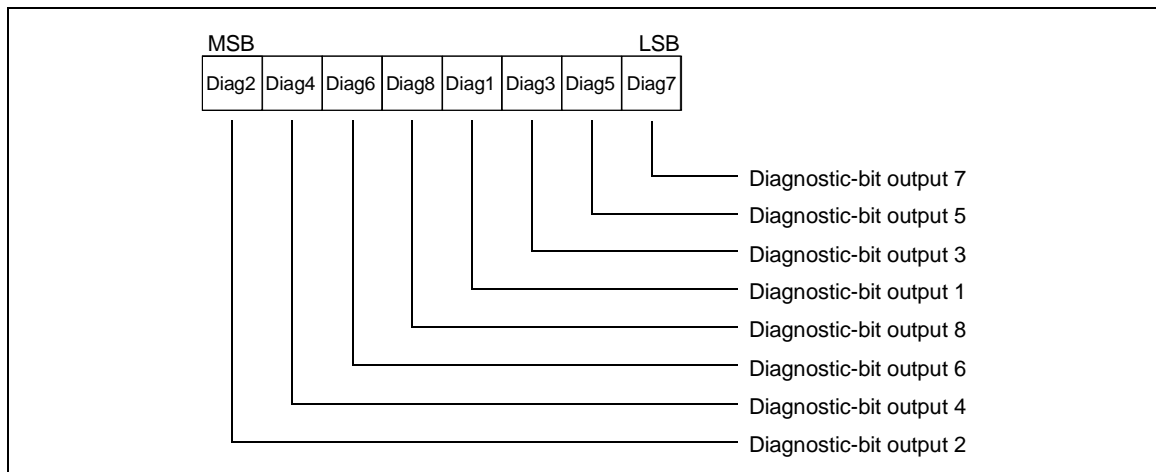 MSB LSB
Diag2 Diag4 Diag6 Diag8 Diag1 Diag3 Diag5 Diag7
Diagnostic-bit output 7
Diagnostic-bit output 5
Diagnostic-bit output 3
Diagnostic-bit output 1
Diagnostic-bit output 8
Diagnostic-bit output 6
Diagnostic-bit output 4
Diagnostic-bit output 2